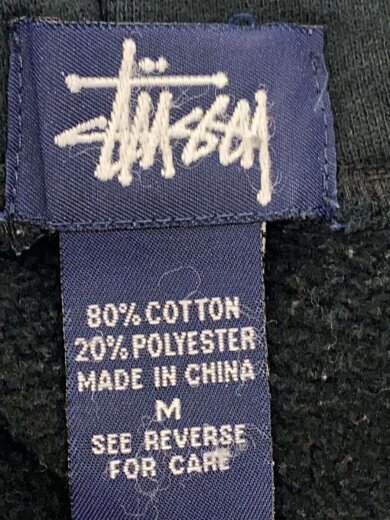 Stüssy
80% COTTON
20% POLYESTER
MADE IN CHINA
M
SEE REVERSE
FOR CARE